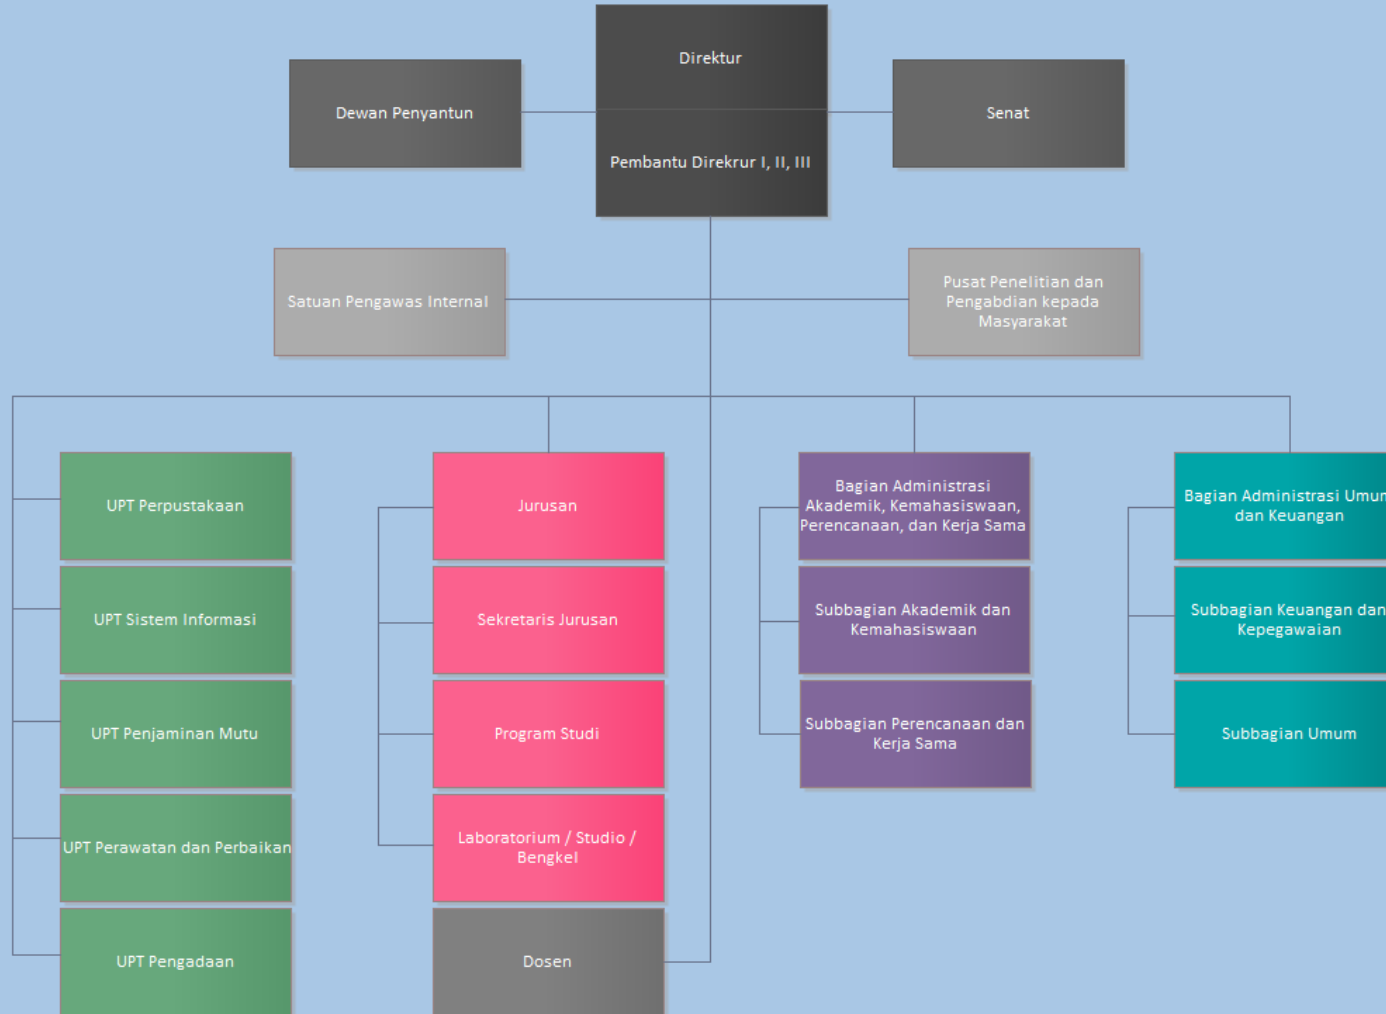 Direktur
Dewan Penyantun
Senat
Pembantu Direkrur I, II, III
Satuan Pengawas Internal
Pusat Penelitian dan
Pengabdian kepada
Masyarakat
UPT Perpustakaan
UPT Sistem Informasi
UPT Penjaminan Mutu
UPT Perawatan dan Perbaikan
UPT Pengadaan
Jurusan
Sekretaris Jurusan
Program Studi
Laboratorium / Studio /
Bengkel
Dosen
Bagian Administrasi
Akademik, Kemahasiswaan,
Perencanaan, dan Kerja Sama
Subbagian Akademik dan
Kemahasiswaan
Subbagian Perencanaan dan
Kerja Sama
Bagian Administrasi Umum
dan Keuangan
Subbagian Keuangan dan
Kepegawaian
Subbagian Umum